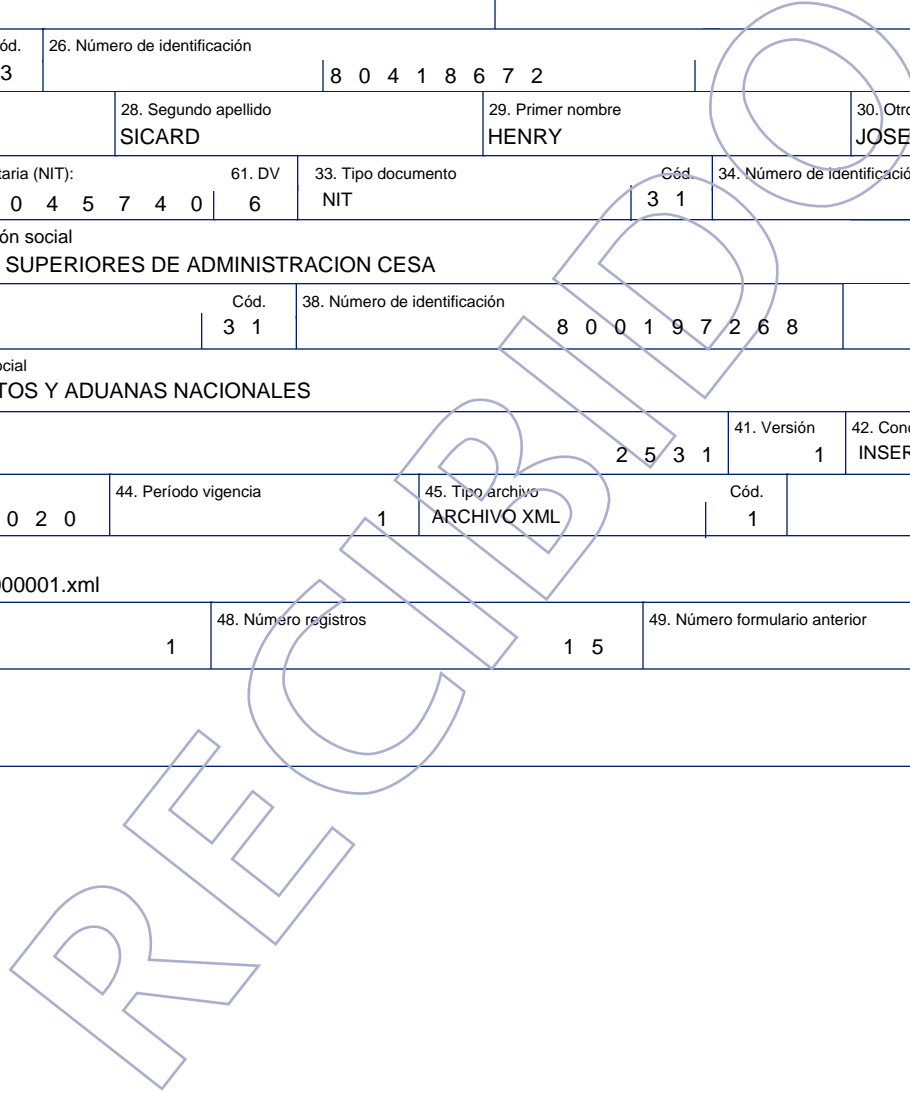 ód. 26. Número de identificación
3 8 0 4 1 8 6 7 2
28. Segundo apellido 29. Primer nombre 30. Otro
SICARD HENRY JOSE
taria (NIT): 61. DV 33. Tipo documento Cód. 34. Número de identificació
0 4 5 7 4 0 6 NIT 3 1
ón social
SUPERIORES DE ADMINISTRACION CESA
Cód. 38. Número de identificación
3 1 8 0 0 1 9 7 2 6 8
ocial
TOS Y ADUANAS NACIONALES
41. Versión 42. Conc
2 5 3 1 1 INSER
44. Período vigencia 45. Tipo archivo Cód.
0 2 0 1 ARCHIVO XML 1
000001.xml
48. Número registros 49. Número formulario anterior
1 1 5
RECIBIDO